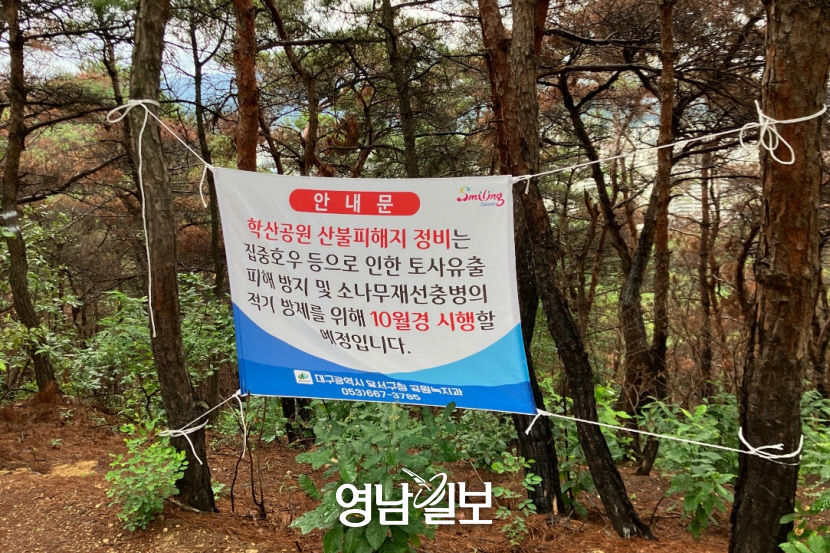 안내문
Smiling
학산공원 산불피해지 정비는
집중호우 등으로 인한 토사유출
피해 방지 및 소나무재선충병의
적기 방제를 위해 10월경 시행할
예정입니다.
대구광역시 달서구청 공원녹지과
053)667-3785
영남일보